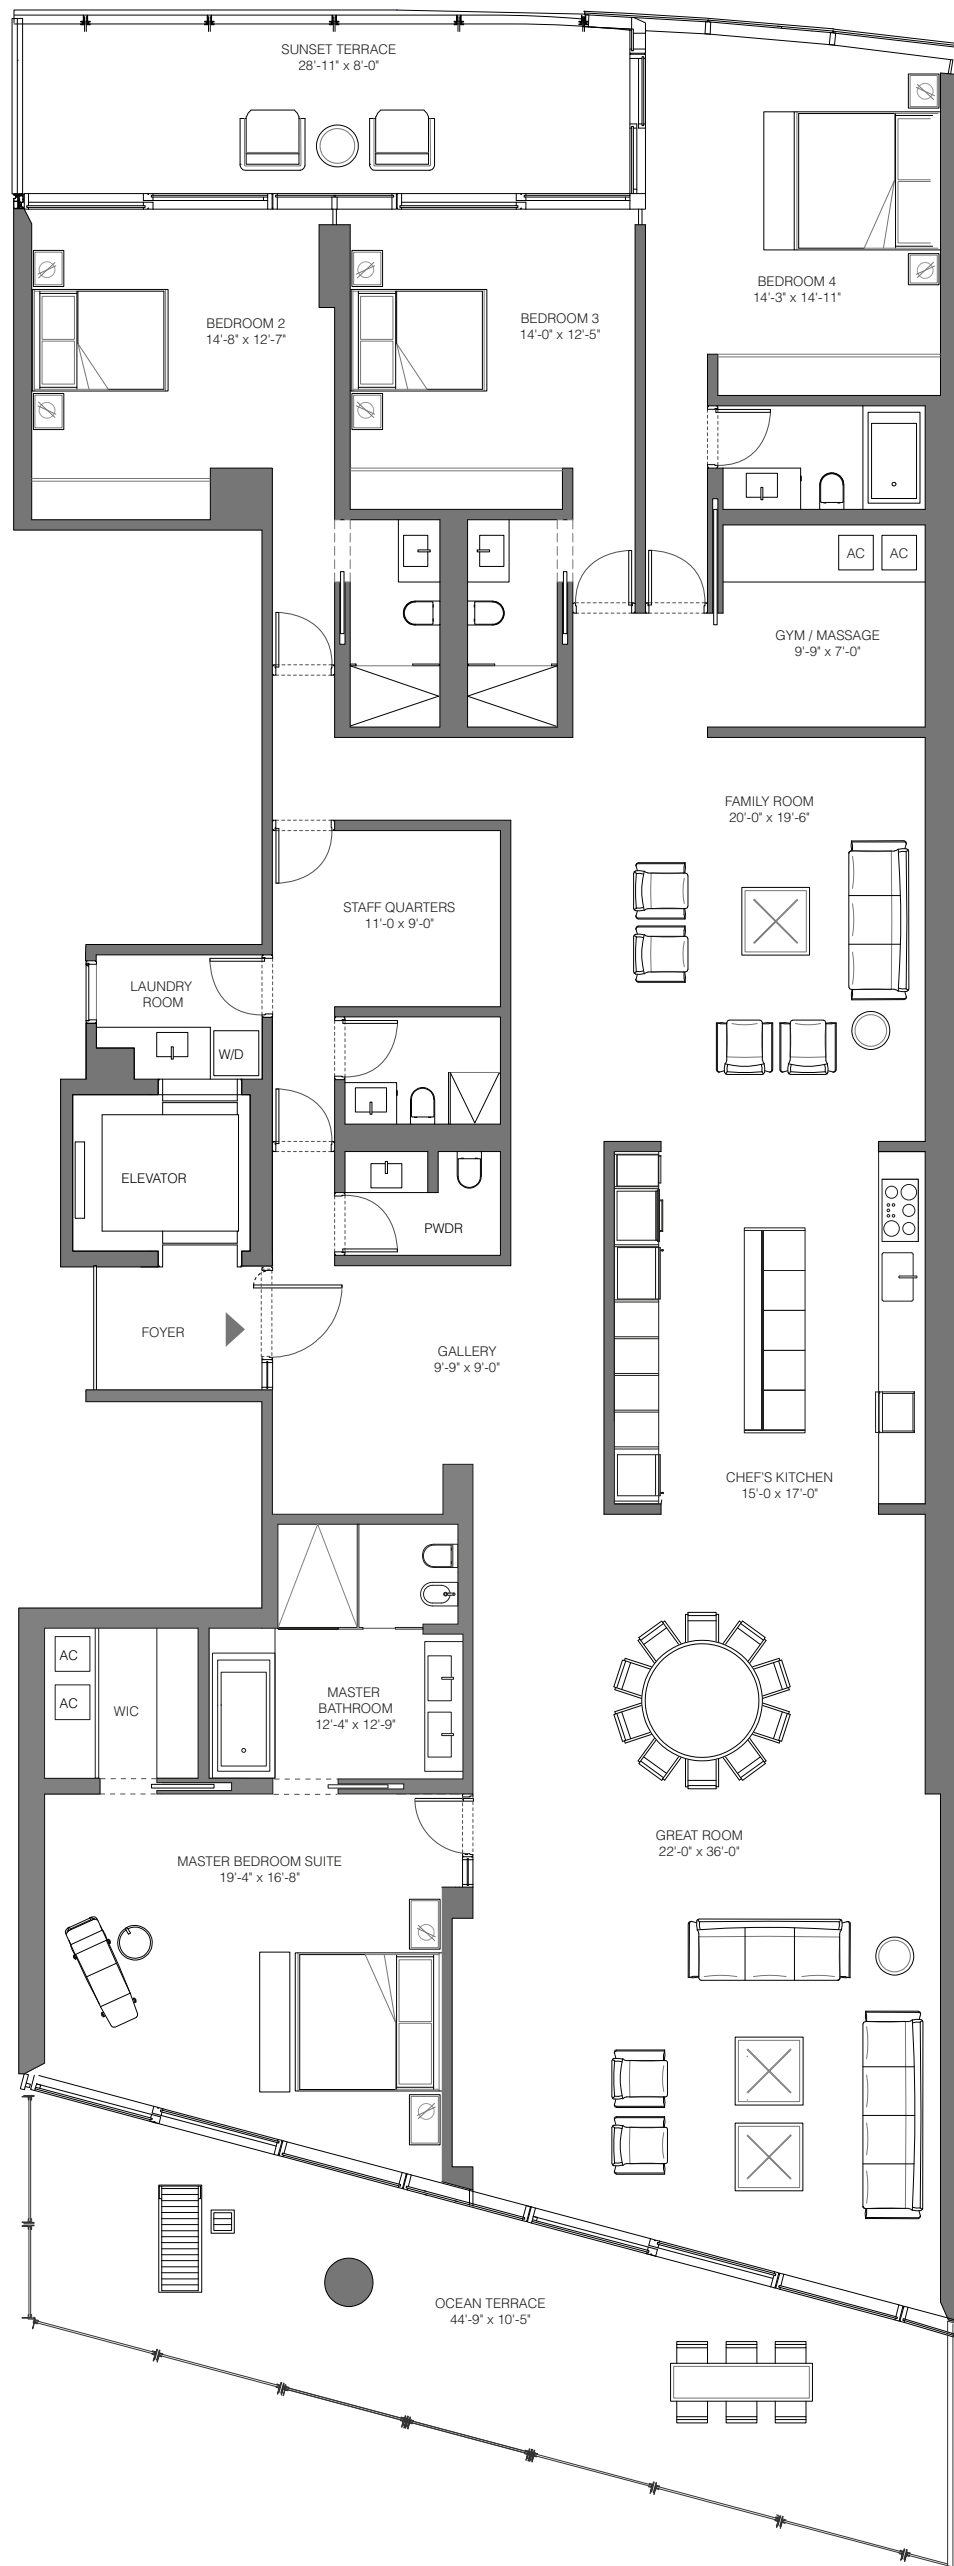 SUNSET TERRACE
28'-11" x 8'-0"
BEDROOM 4
14'-3" x 14'-11"
BEDROOM 2
14'-8" x 12'-7"
BEDROOM 3
14'-0" x 12'-5"
AC
AC
GYM / MASSAGE
9'-9" x 7'-0"
FAMILY ROOM
20'-0" x 19'-6"
STAFF QUARTERS
11'-0 x 9'-0"
LAUNDRY
ROOM
W/D
ELEVATOR
PWDR
FOYER
GALLERY
9'-9" x 9'-0"
CHEF'S KITCHEN
15'-0 x 17'-0"
AC
AC
WIC
MASTER
BATHROOM
12'-4" x 12'-9"
GREAT ROOM
22'-0" x 36'-0"
MASTER BEDROOM SUITE
19'-4" x 16'-8"
OCEAN TERRACE
44'-9" x 10'-5"